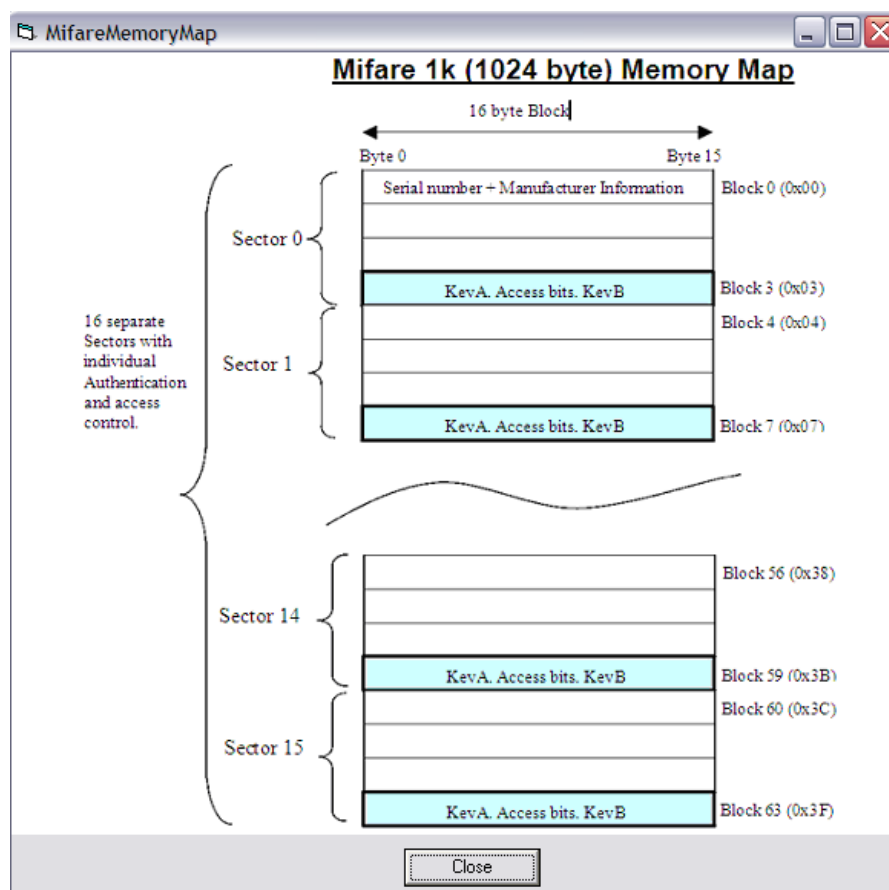 MifareMemoryMap
Mifare 1k (1024 byte) Memory Map
16 byte Block
Byte 0 Byte 15
Serial number + Manufacturer Information Block 0 (0x00)
Sector 0
KeyA. Access bits. KeyB Block 3 (0x03)
Block 4 (0x04)
16 separate
Sectors with
individual
Authentication
and access
control.
Sector 1
KeyA. Access bits. KeyB Block 7 (0x07)
Block 56 (0x38)
Sector 14
KeyA. Access bits. KeyB Block 59 (0x3B)
Block 60 (0x3C)
Sector 15
KeyA. Access bits. KeyB Block 63 (0x3F)
Close